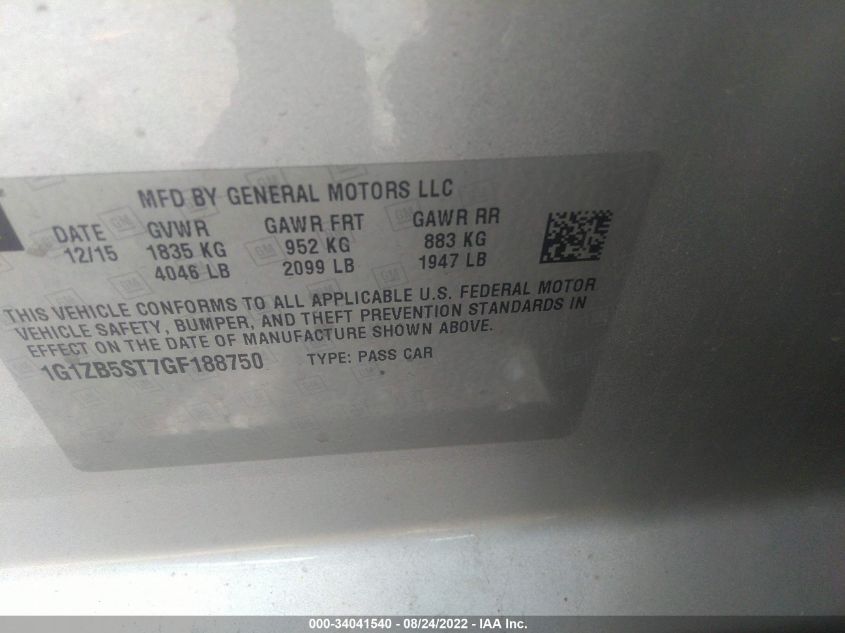 MFD BY GENERAL MOTORS LLC
DATE GVWR GAWR FRT GAWR RR
12/15 1835 KG 952 KG 883 KG
4046 LB 2099 LB 1947 LB
THIS VEHICLE CONFORMS TO ALL APPLICABLE U.S. FEDERAL MOTOR
VEHICLE SAFETY, BUMPER, AND THEFT PREVENTION STANDARDS IN
EFFECT ON THE DATE OF MANUFACTURE SHOWN ABOVE.
1G1ZB5ST7GF188750 TYPE: PASS CAR
000-34041540 - 08/24/2022 - IAA Inc.